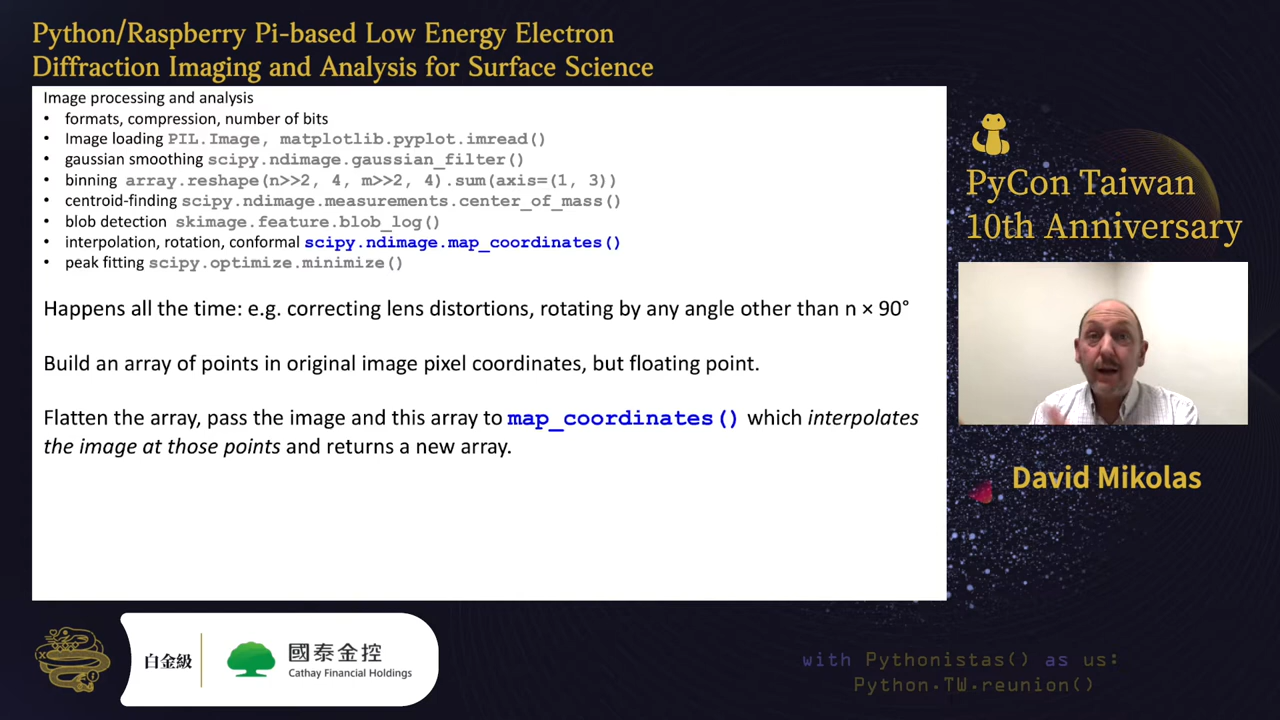 Python/Raspberry Pi-based Low Energy Electron
Diffraction Imaging and Analysis for Surface Science
Image processing and analysis
• formats, compression, number of bits
• Image loading PIL.Image, matplotlib.pyplot.imread()
• gaussian smoothing scipy.ndimage.gaussian_filter()
• binning array.reshape(n>>2, 4, m>>2, 4).sum(axis=(1, 3))
• centroid-finding scipy.ndimage.measurements.center_of_mass()
• blob detection skimage.feature.blob_log()
• interpolation, rotation, conformal scipy.ndimage.map_coordinates()
• peak fitting scipy.optimize.minimize()
Happens all the time: e.g. correcting lens distortions, rotating by any angle other than n × 90°
Build an array of points in original image pixel coordinates, but floating point.
Flatten the array, pass the image and this array to map_coordinates() which interpolates
the image at those points and returns a new array.
PyCon Taiwan
10th Anniversary
David Mikolas
白金級
國泰金控
Cathay Financial Holdings
with Pythonistas() as us:
Python.TW.reunion()